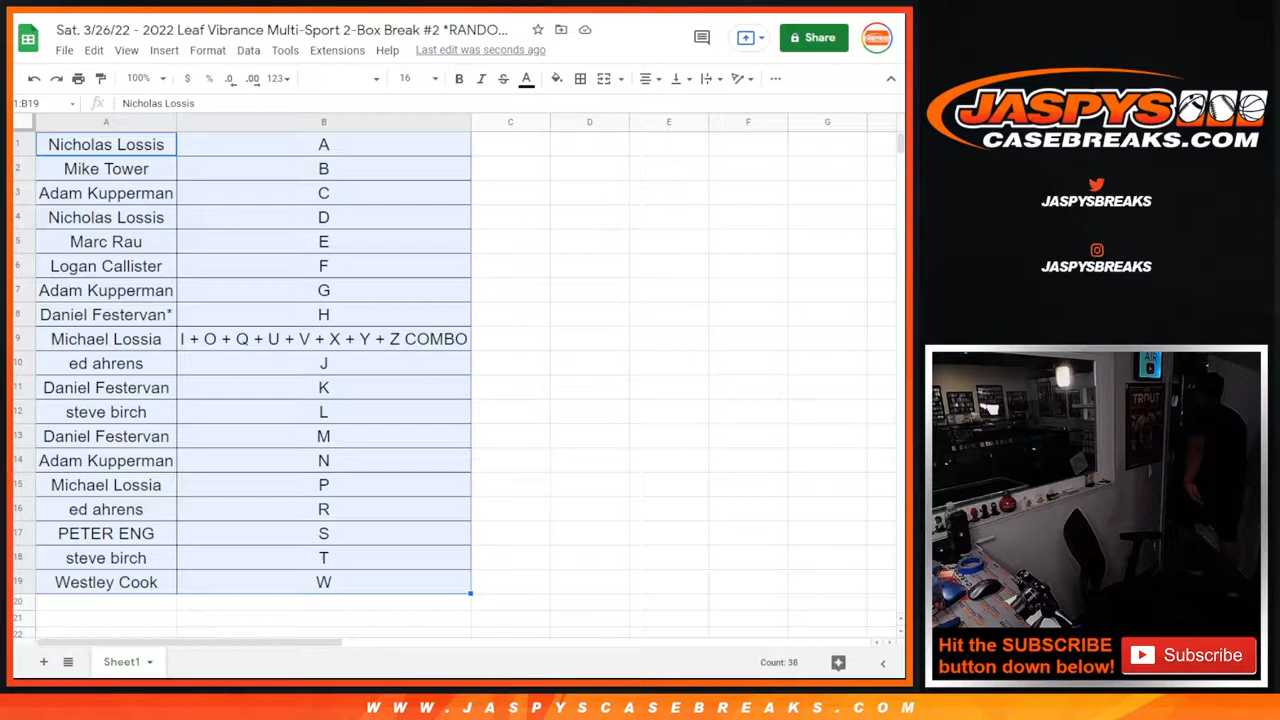 Sat. 3/26/22 - 2022 Leaf Vibrance Multi-Sport 2-Box Break #2 *RANDO...
File Edit View Insert Format Data Tools Extensions Help Last edit was seconds ago
Share
100% $ % .0 .00 123 16 B I S A
1:B19 fx Nicholas Lossis
A B C D E F G
1 Nicholas Lossis A
2 Mike Tower B
3 Adam Kupperman C
4 Nicholas Lossis D
5 Marc Rau E
6 Logan Callister F
7 Adam Kupperman G
8 Daniel Festervan* H
9 Michael Lossia I + O + Q + U + V + X + Y + Z COMBO
10 ed ahrens J
11 Daniel Festervan K
12 steve birch L
13 Daniel Festervan M
14 Adam Kupperman N
15 Michael Lossia P
16 ed ahrens R
17 PETER ENG S
18 steve birch T
19 Westley Cook W
20
21
22
Sheet1 Count: 38
JASPYS
CASEBREAKS.COM
JASPYSBREAKS
JASPYSBREAKS
AIR
TROUT
Hit the SUBSCRIBE
button down below!
Subscribe
WWW.JASPYSCASEBREAKS.COM